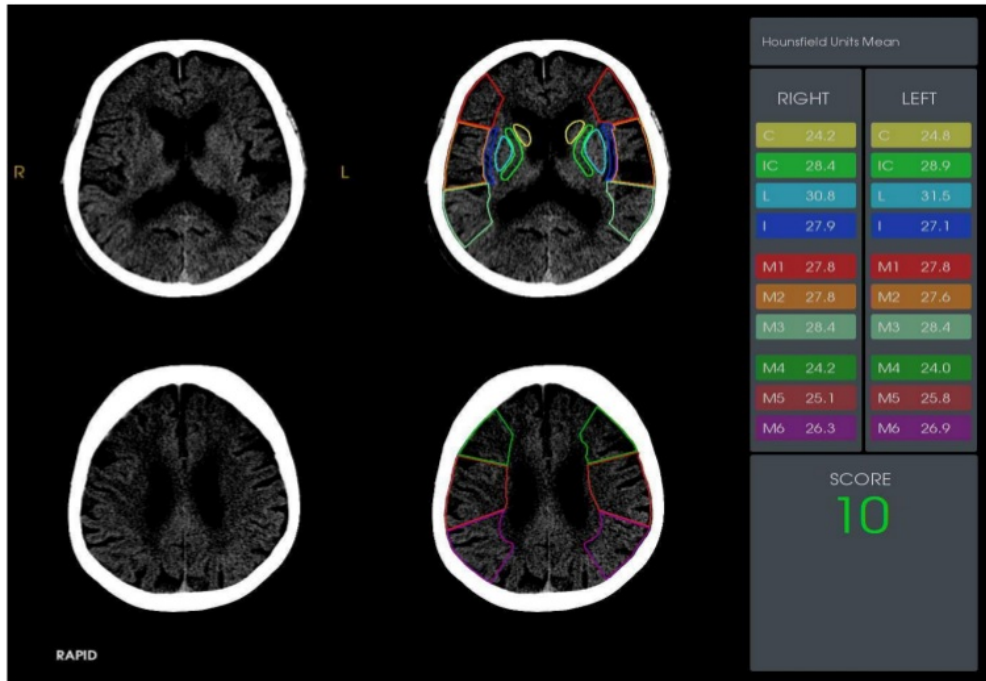 R
L
Hounsfield Units Mean
RIGHT LEFT
C 24.2 C 24.8
IC 28.4 IC 28.9
L 30.8 L 31.5
I 27.9 I 27.1
M1 27.8 M1 27.8
M2 27.8 M2 27.6
M3 28.4 M3 28.4
M4 24.2 M4 24.0
M5 25.1 M5 25.8
M6 26.3 M6 26.9
SCORE
10
RAPID